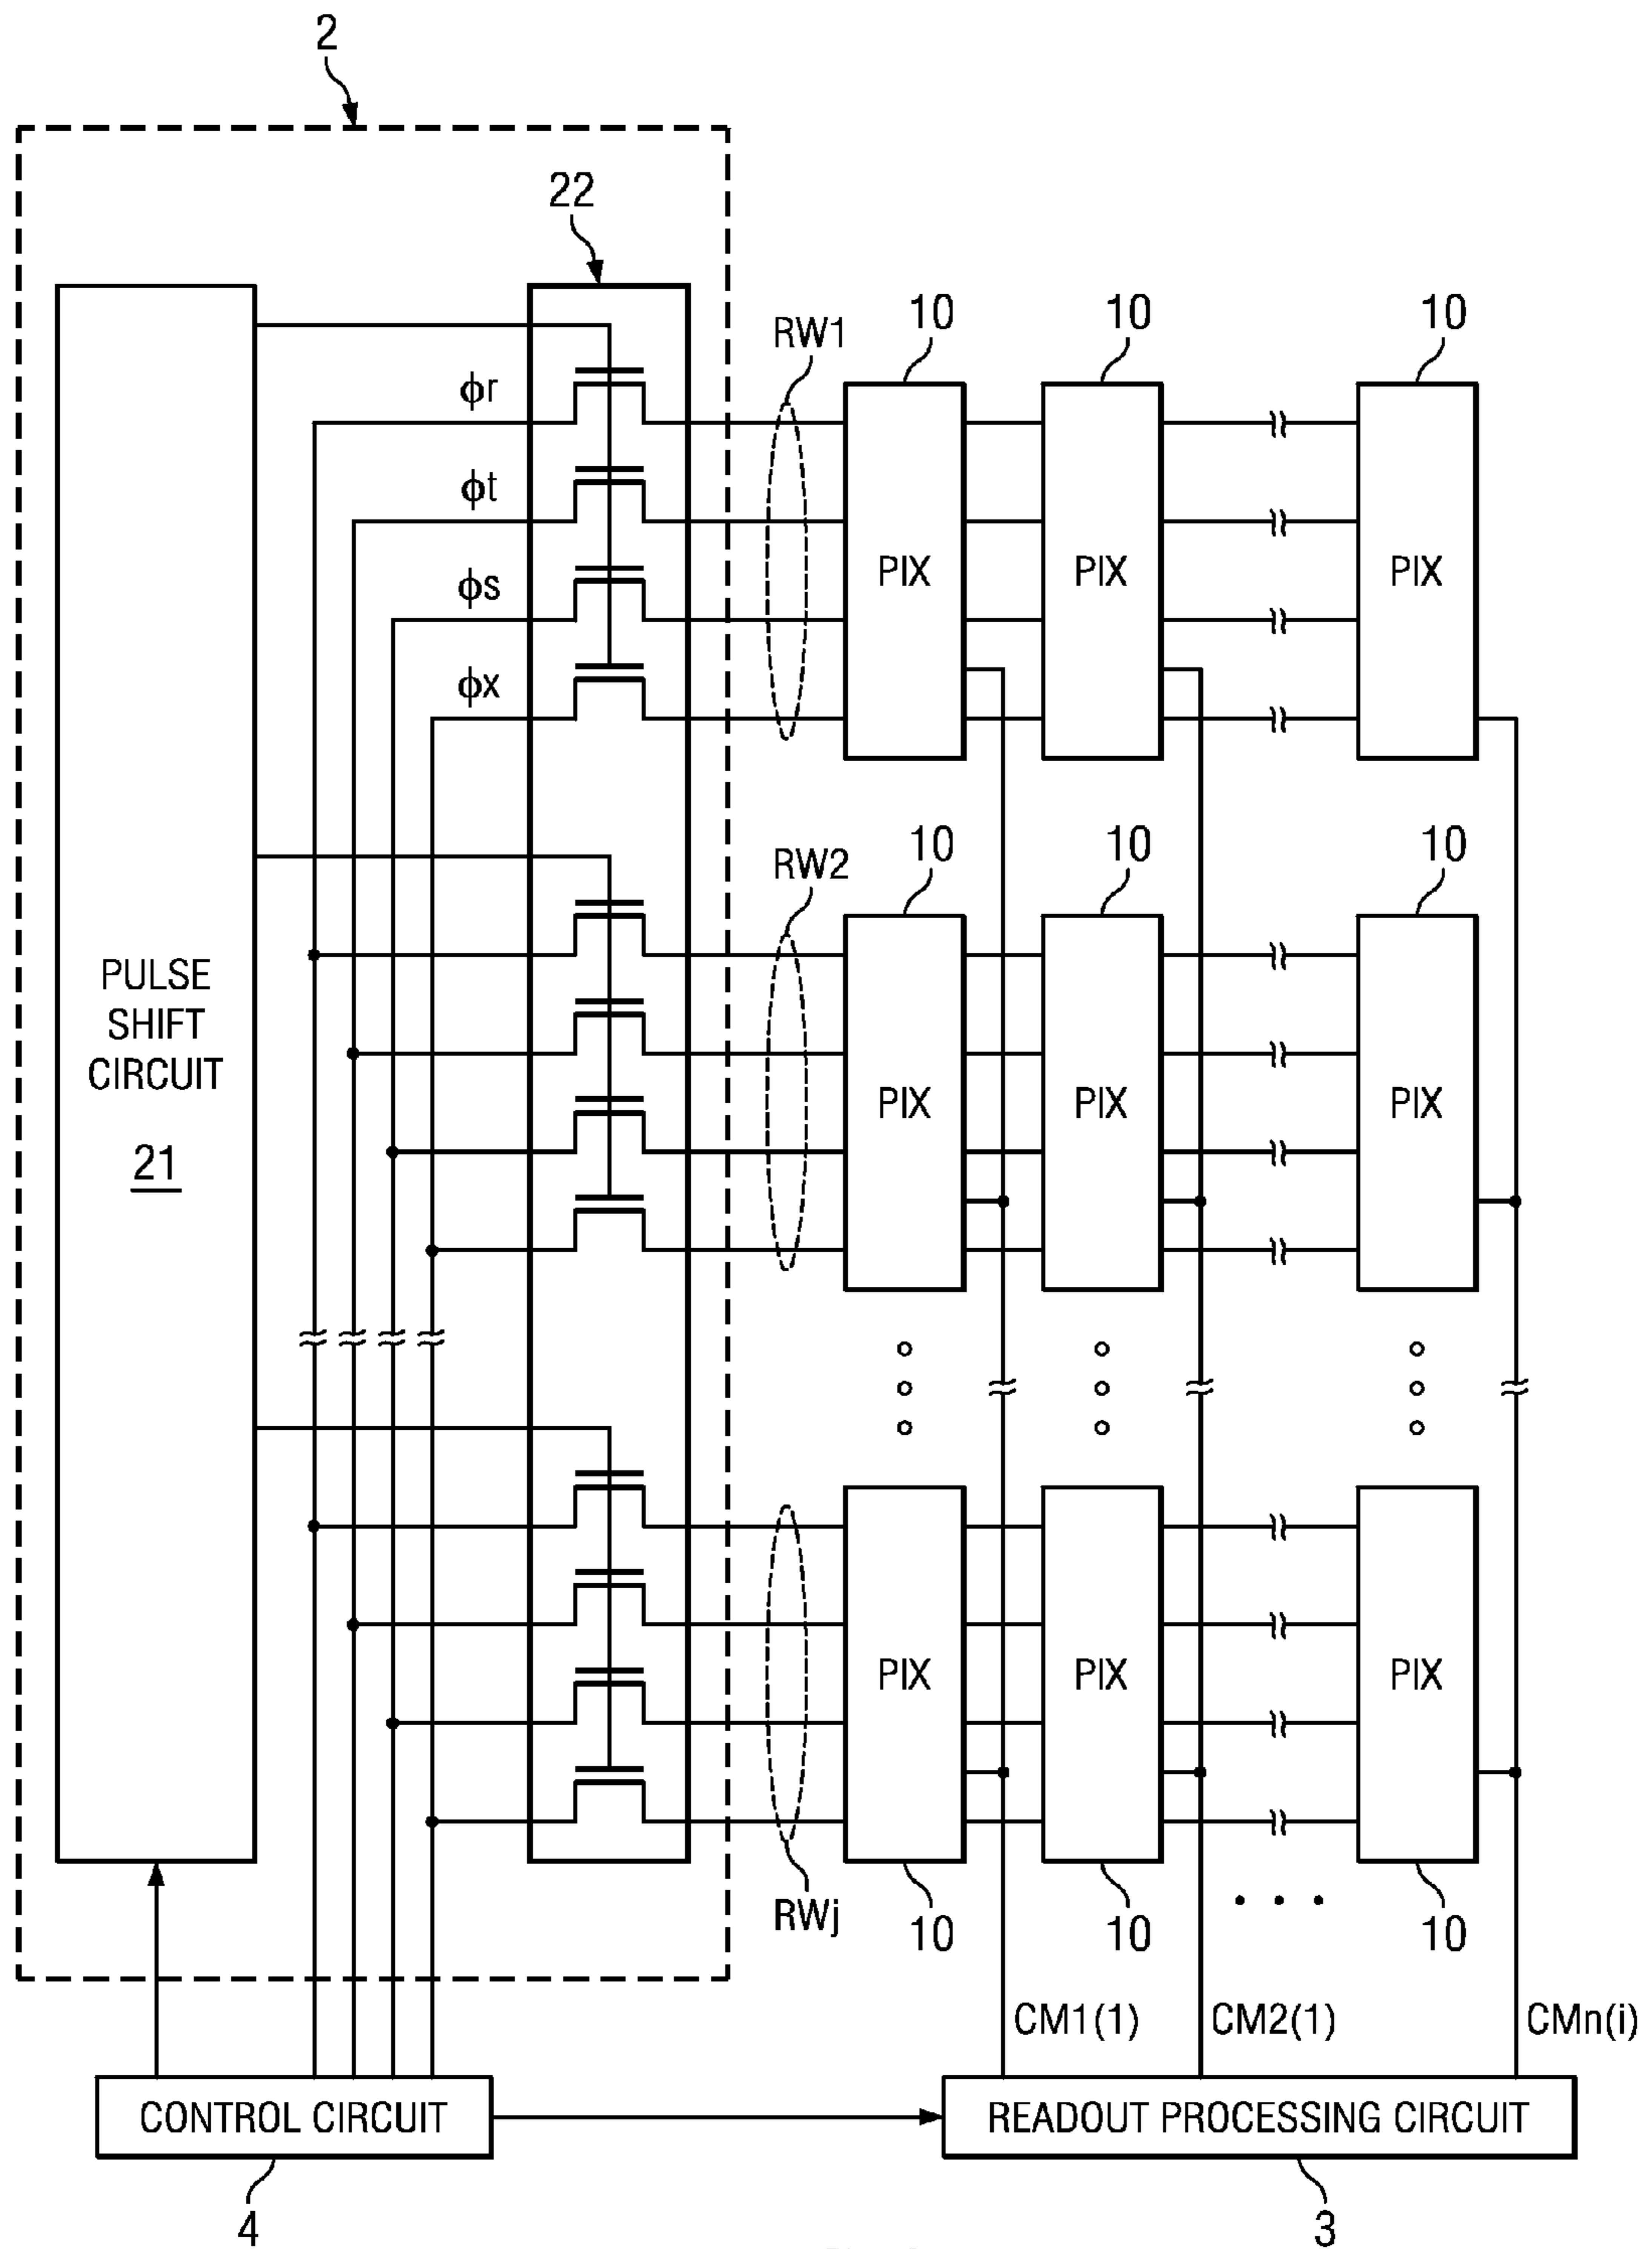 2
22
RW1
10
10
10
ϕr
ϕt
ϕs
ϕx
PIX
PIX
PIX
RW2
10
10
10
PULSE
SHIFT
CIRCUIT
21
PIX
PIX
PIX
PIX
PIX
PIX
RWj
10
10
10
CM1(1)
CM2(1)
CMn(i)
CONTROL CIRCUIT
READOUT PROCESSING CIRCUIT
4
3